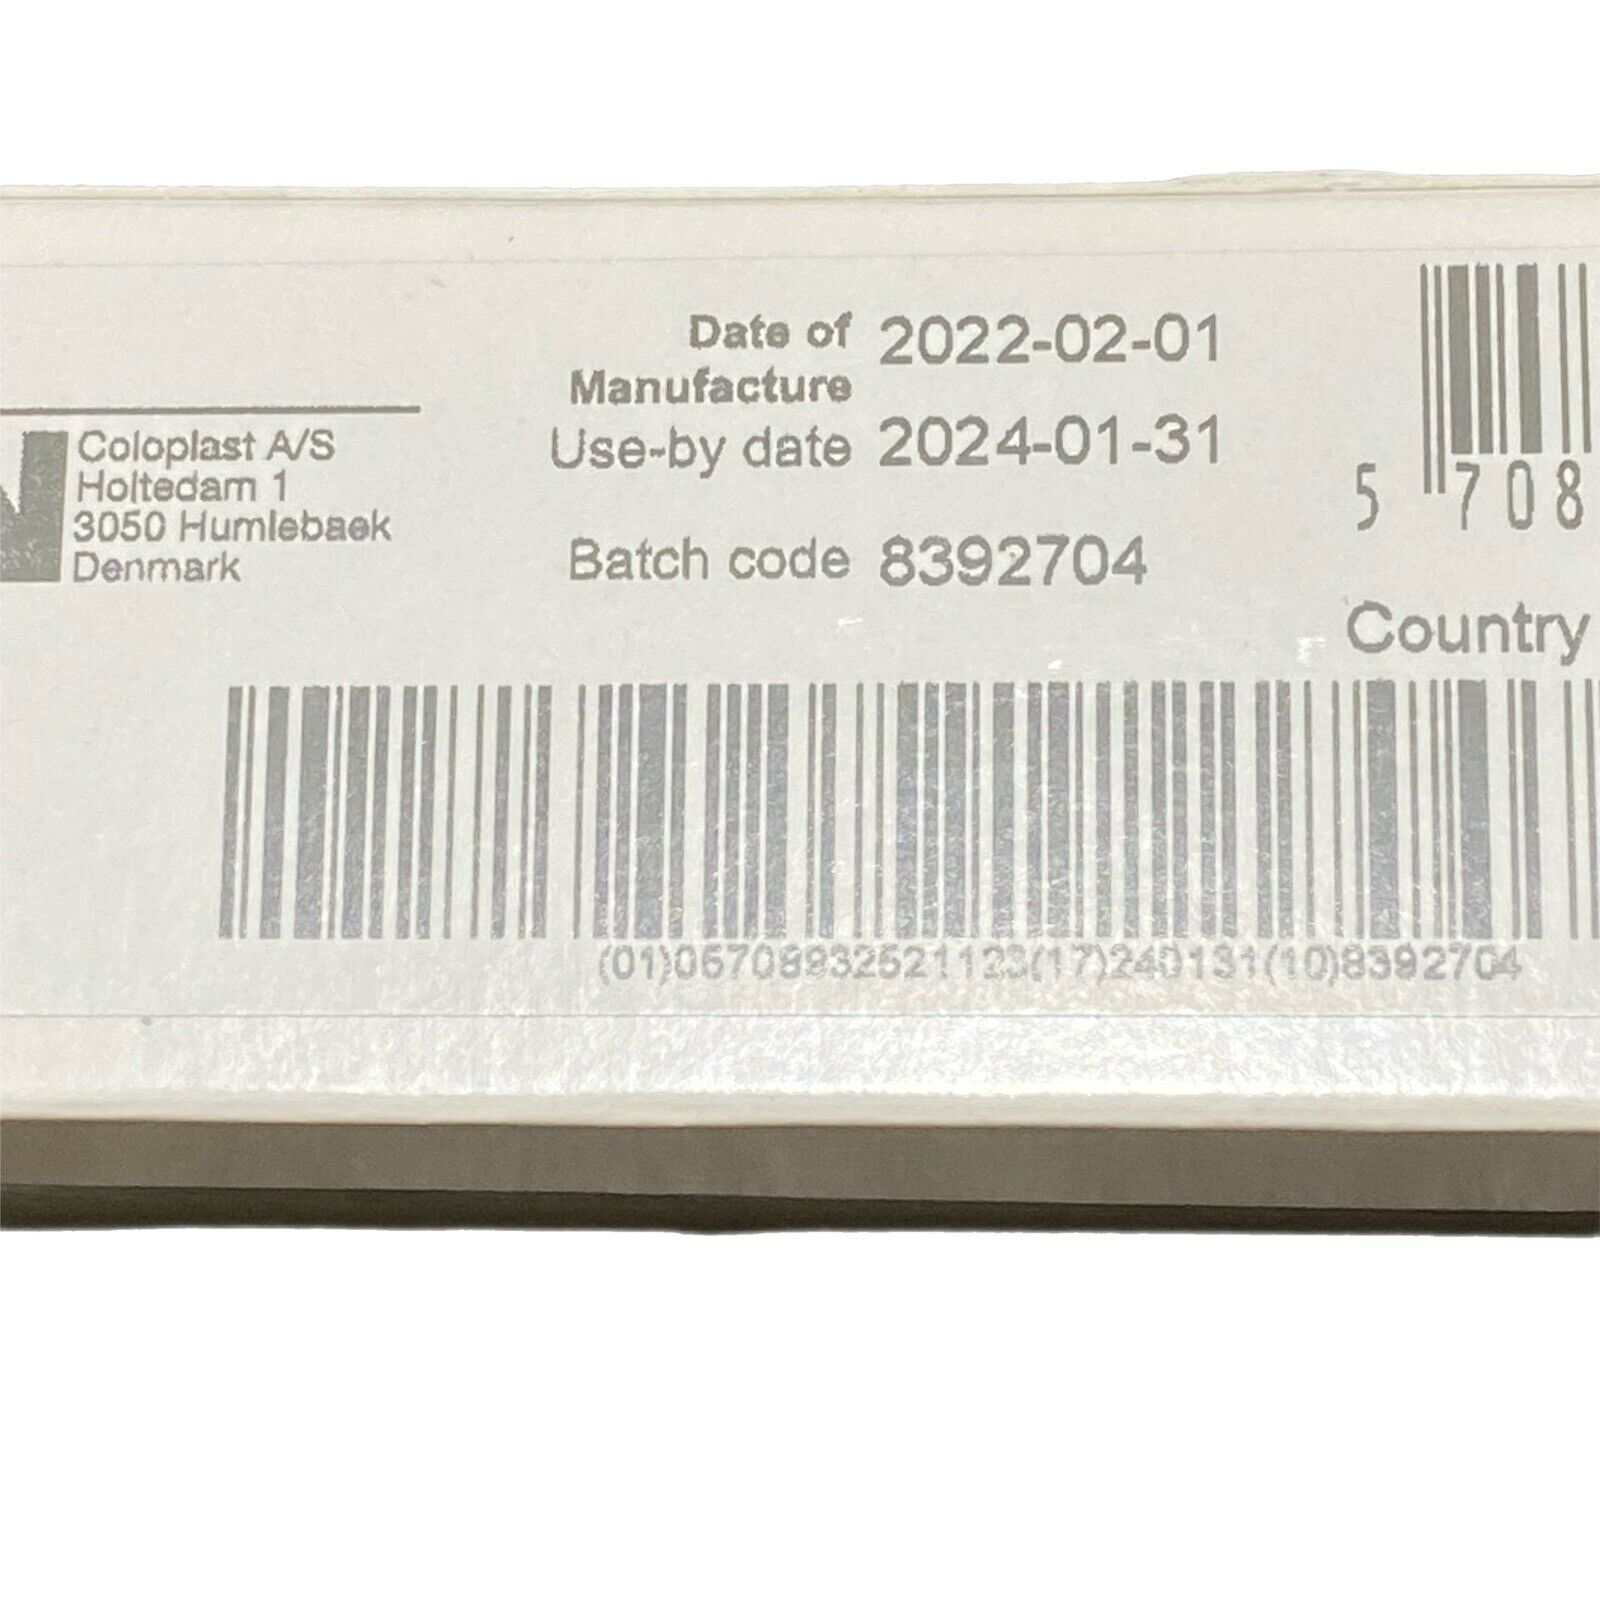 Coloplast A/S
Holtedam 1
3050 Humlebaek
Denmark
Date of
Manufacture 2022-02-01
Use-by date 2024-01-31
Batch code 8392704
5 708
Country
(01)05708932521123(17)240131(10)8392704